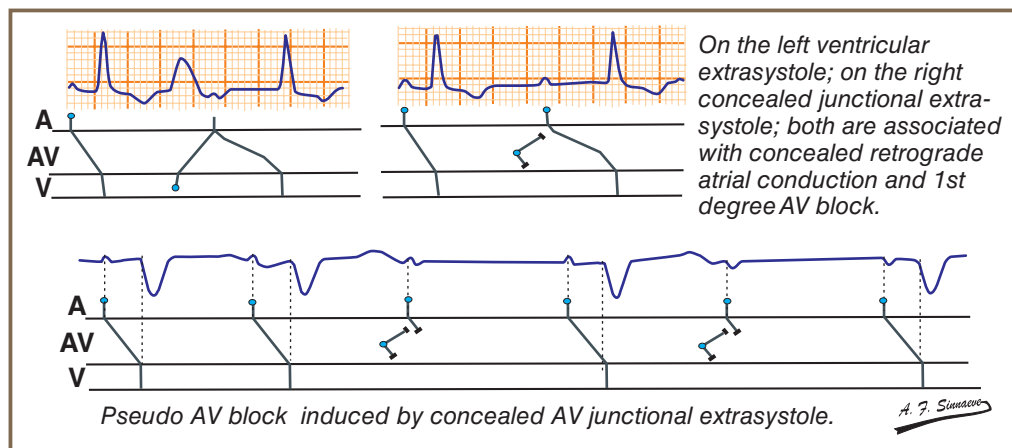 On the left ventricular
extrasystole; on the right
concealed junctional extra-
systole; both are associated
with concealed retrograde
atrial conduction and 1st
degree AV block.
A
AV
V
A
AV
V
Pseudo AV block induced by concealed AV junctional extrasystole.
A. F. Sinnaeve